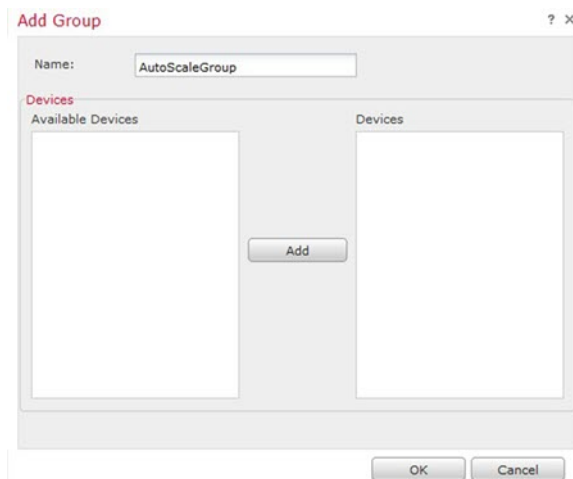 Add Group
? ×
Name:
AutoScaleGroup
Devices
Available Devices
Devices
Add
OK
Cancel